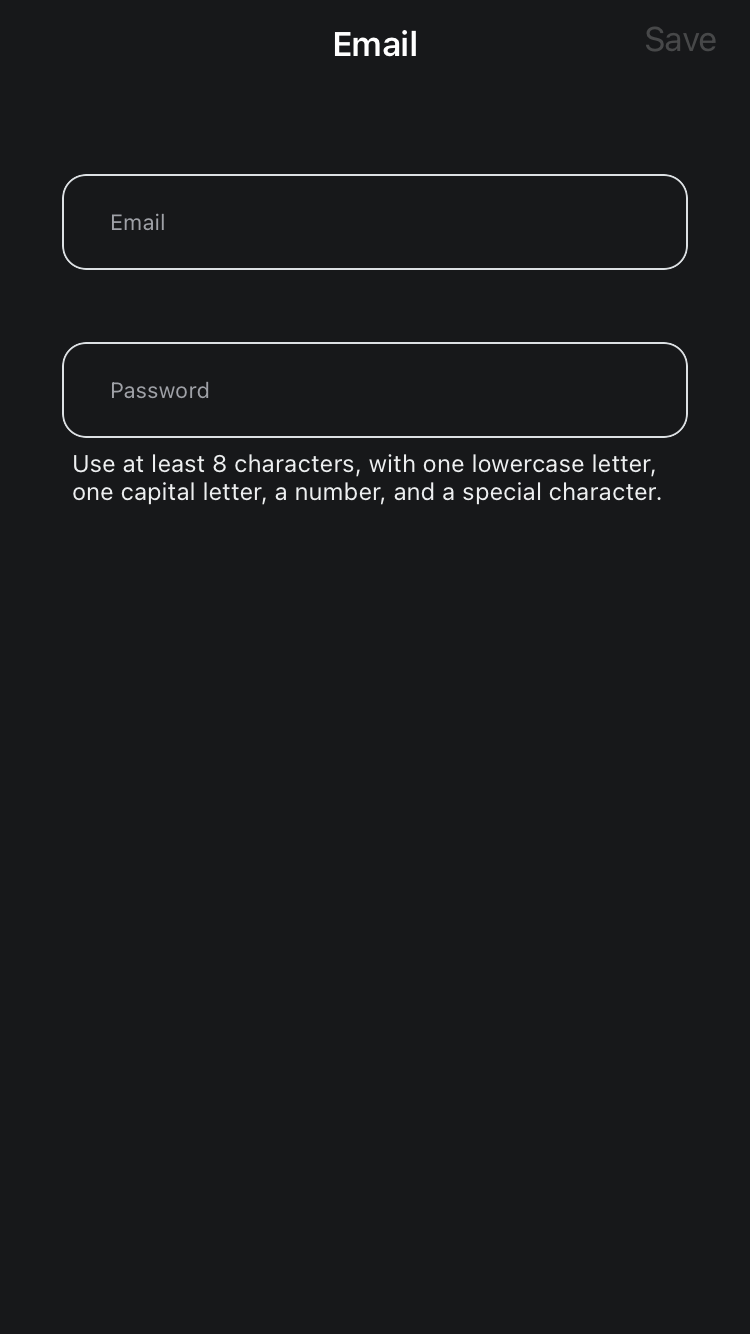 Email
Save
Email
Password
Use at least 8 characters, with one lowercase letter,
one capital letter, a number, and a special character.